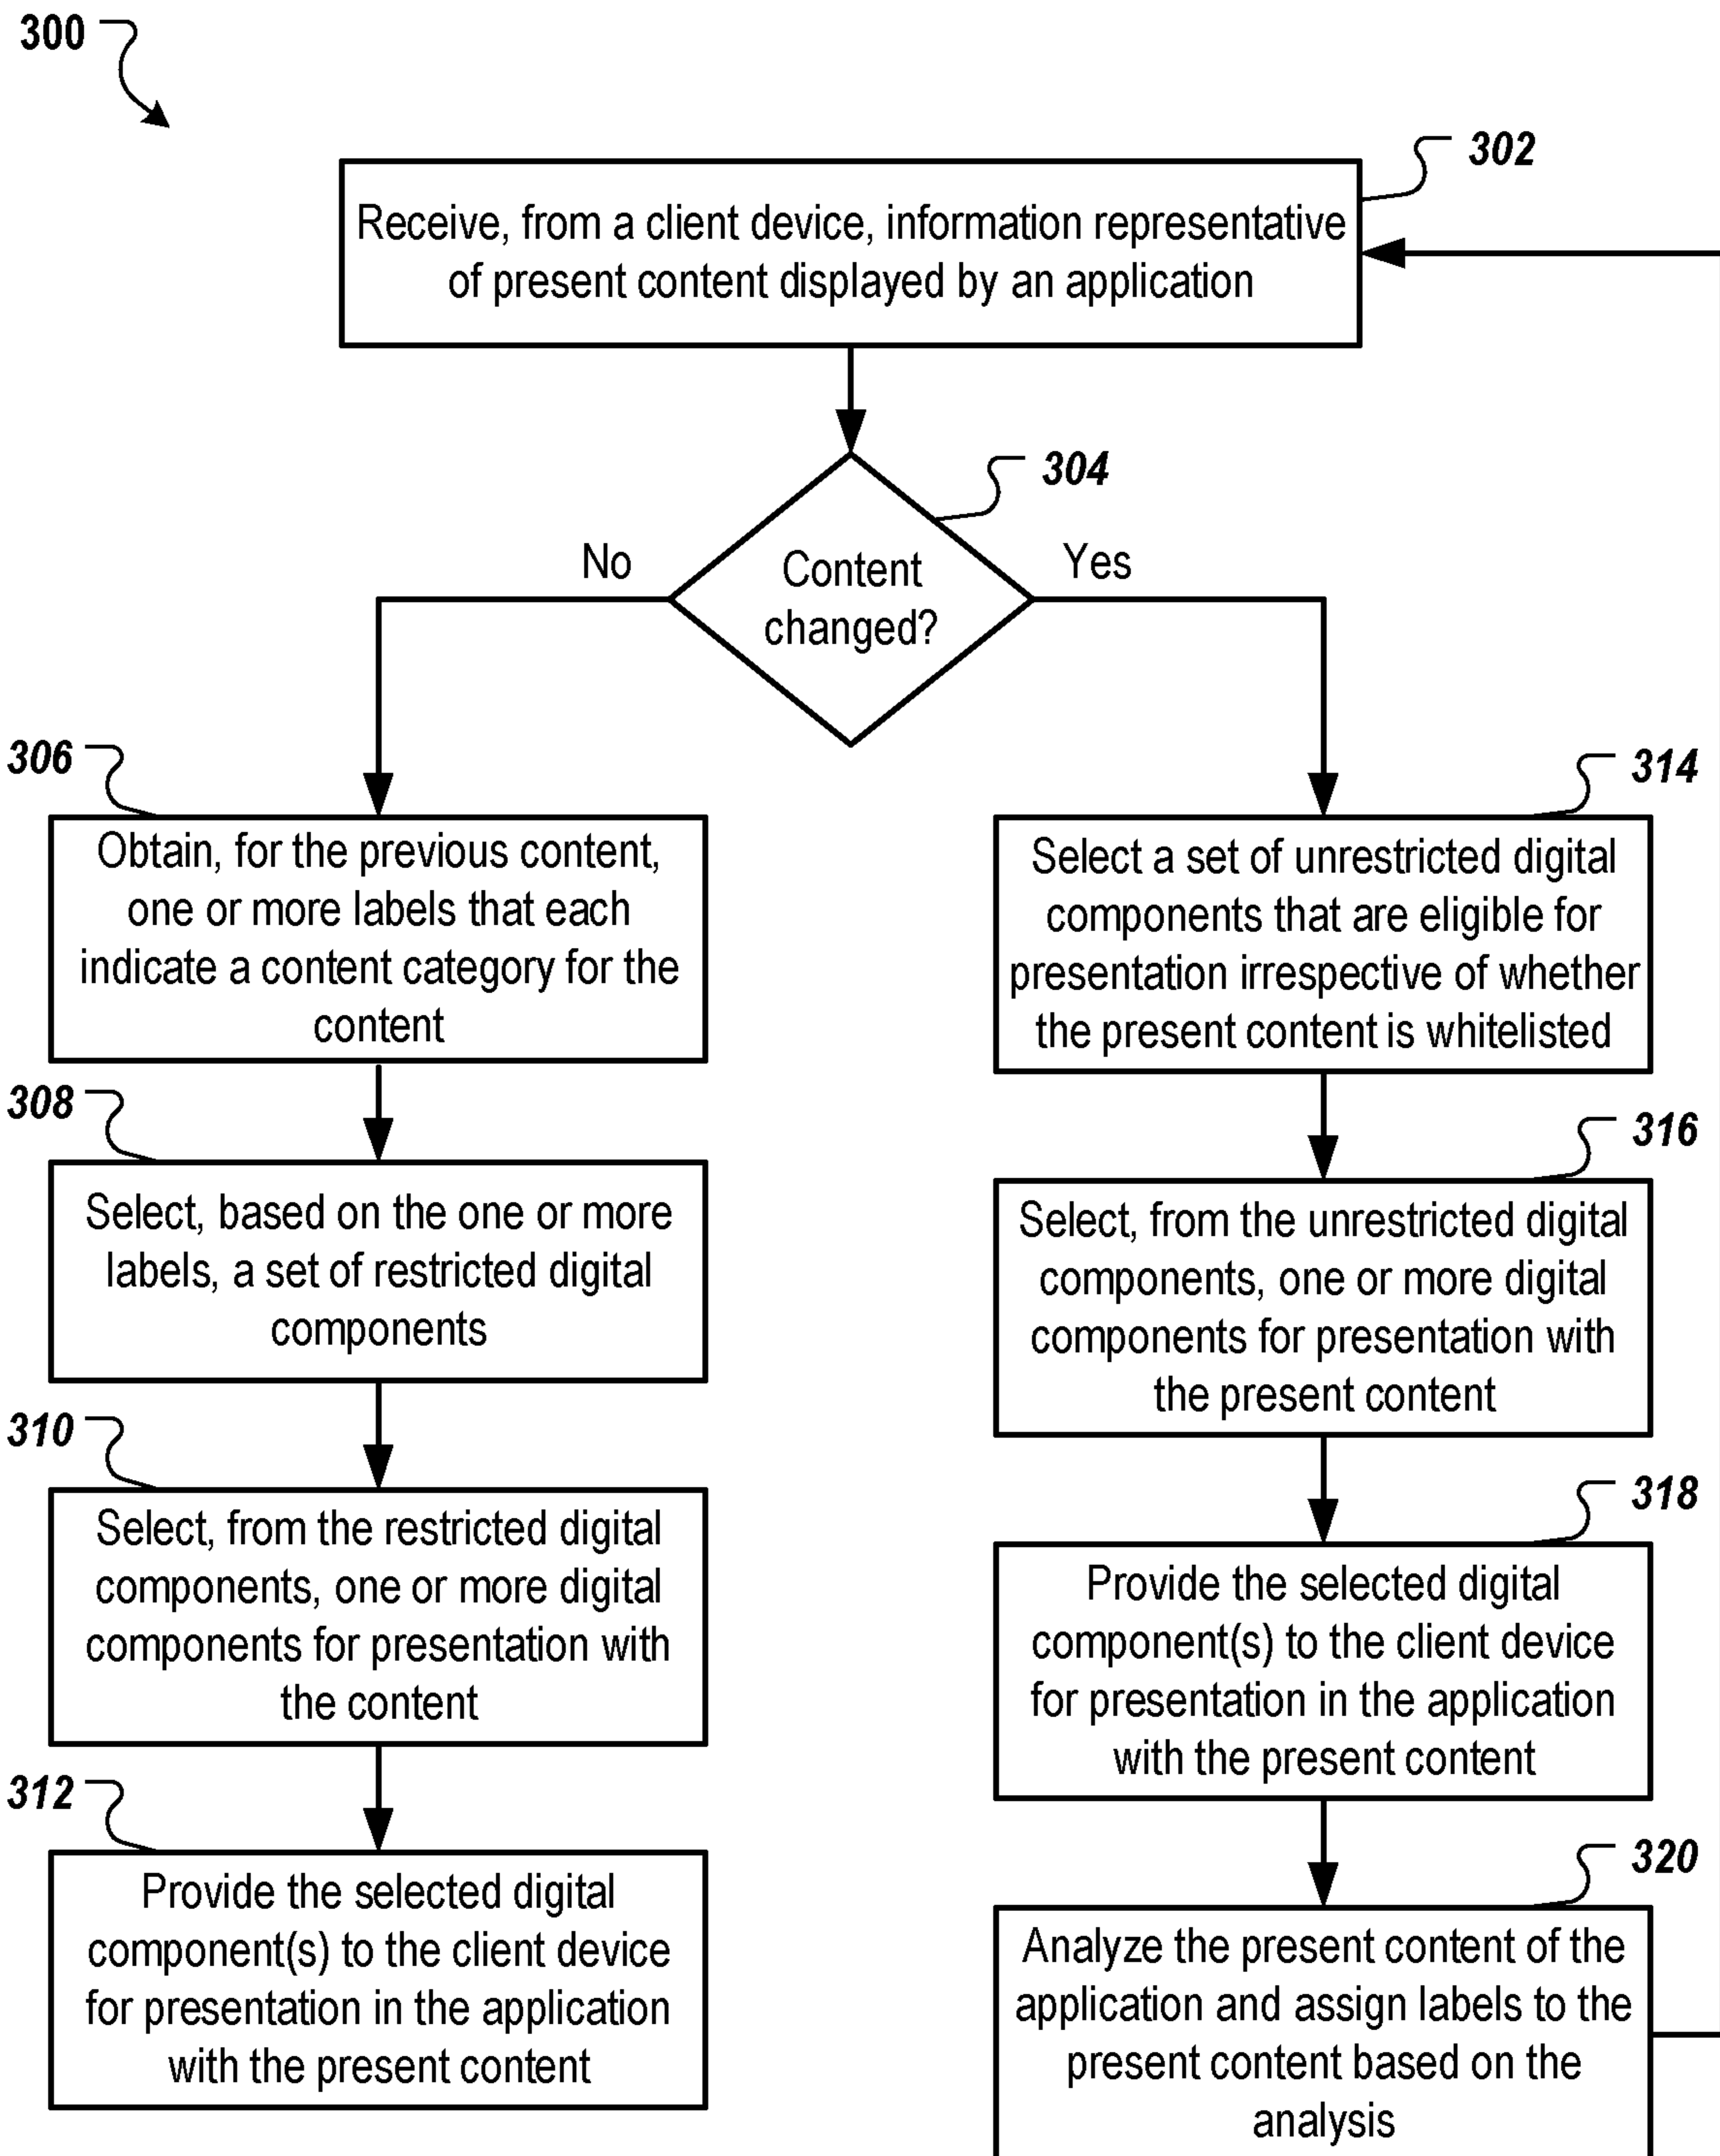 300
302
Receive, from a client device, information representative
of present content displayed by an application
304
Content
changed?
No
Yes
306
Obtain, for the previous content,
one or more labels that each
indicate a content category for the
content
308
Select, based on the one or more
labels, a set of restricted digital
components
310
Select, from the restricted digital
components, one or more digital
components for presentation with
the content
312
Provide the selected digital
component(s) to the client device
for presentation in the application
with the present content
314
Select a set of unrestricted digital
components that are eligible for
presentation irrespective of whether
the present content is whitelisted
316
Select, from the unrestricted digital
components, one or more digital
components for presentation with
the present content
318
Provide the selected digital
component(s) to the client device
for presentation in the application
with the present content
320
Analyze the present content of the
application and assign labels to the
present content based on the
analysis